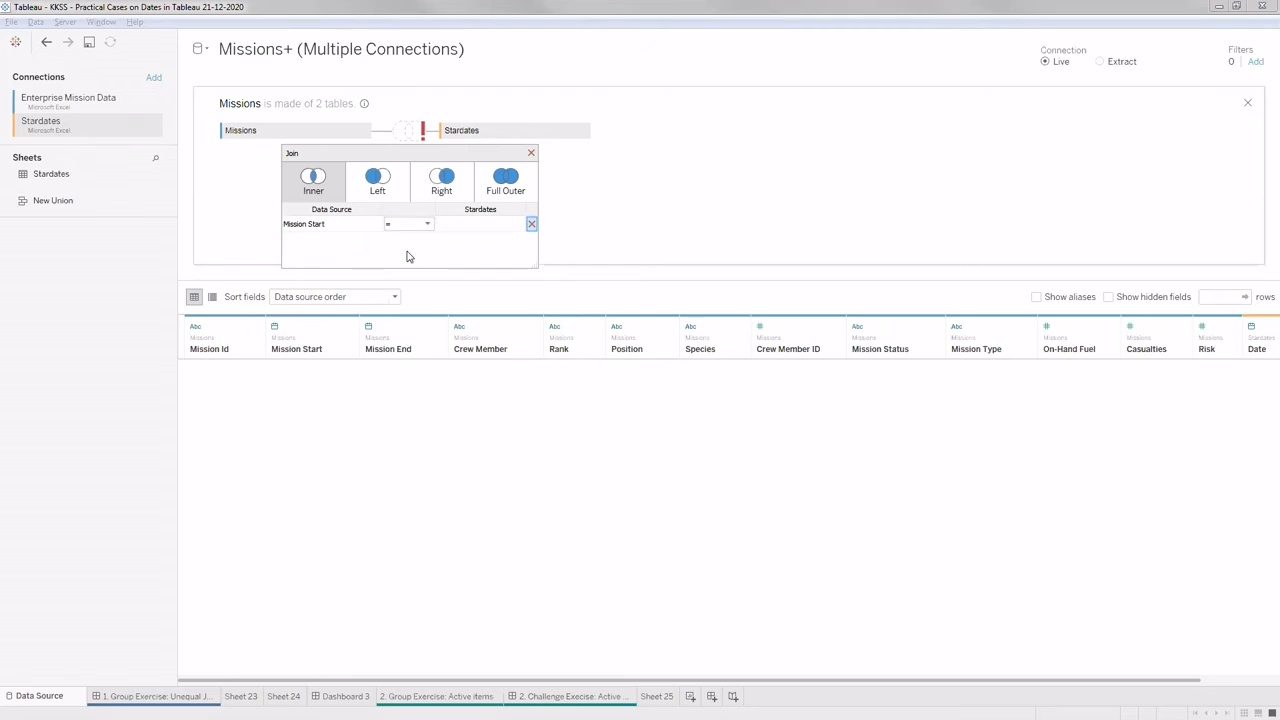 Tableau - KKSS - Practical Cases on Dates in Tableau 21-12-2020
File Data Server Window Help
Connections Add
Enterprise Mission Data
Microsoft Excel
Stardates
Microsoft Excel
Sheets
Stardates
New Union
Missions+ (Multiple Connections)
Connection
Live Extract
Filters
0 Add
Missions is made of 2 tables.
Missions
Stardates
Join
Inner Left Right Full Outer
Data Source Stardates
Mission Start =
Sort fields Data source order
Show aliases Show hidden fields rows
Abc Abc Abc Abc Abc # Abc Abc # # #
Missions Missions Missions Missions Missions Missions Missions Missions Missions Missions Missions Missions Missions Stardates
Mission Id Mission Start Mission End Crew Member Rank Position Species Crew Member ID Mission Status Mission Type On-Hand Fuel Casualties Risk Date
Data Source 1. Group Exercise: Unequal J... Sheet 23 Sheet 24 Dashboard 3 2. Group Exercise: Active items 2. Challenge Execise: Active ... Sheet 25